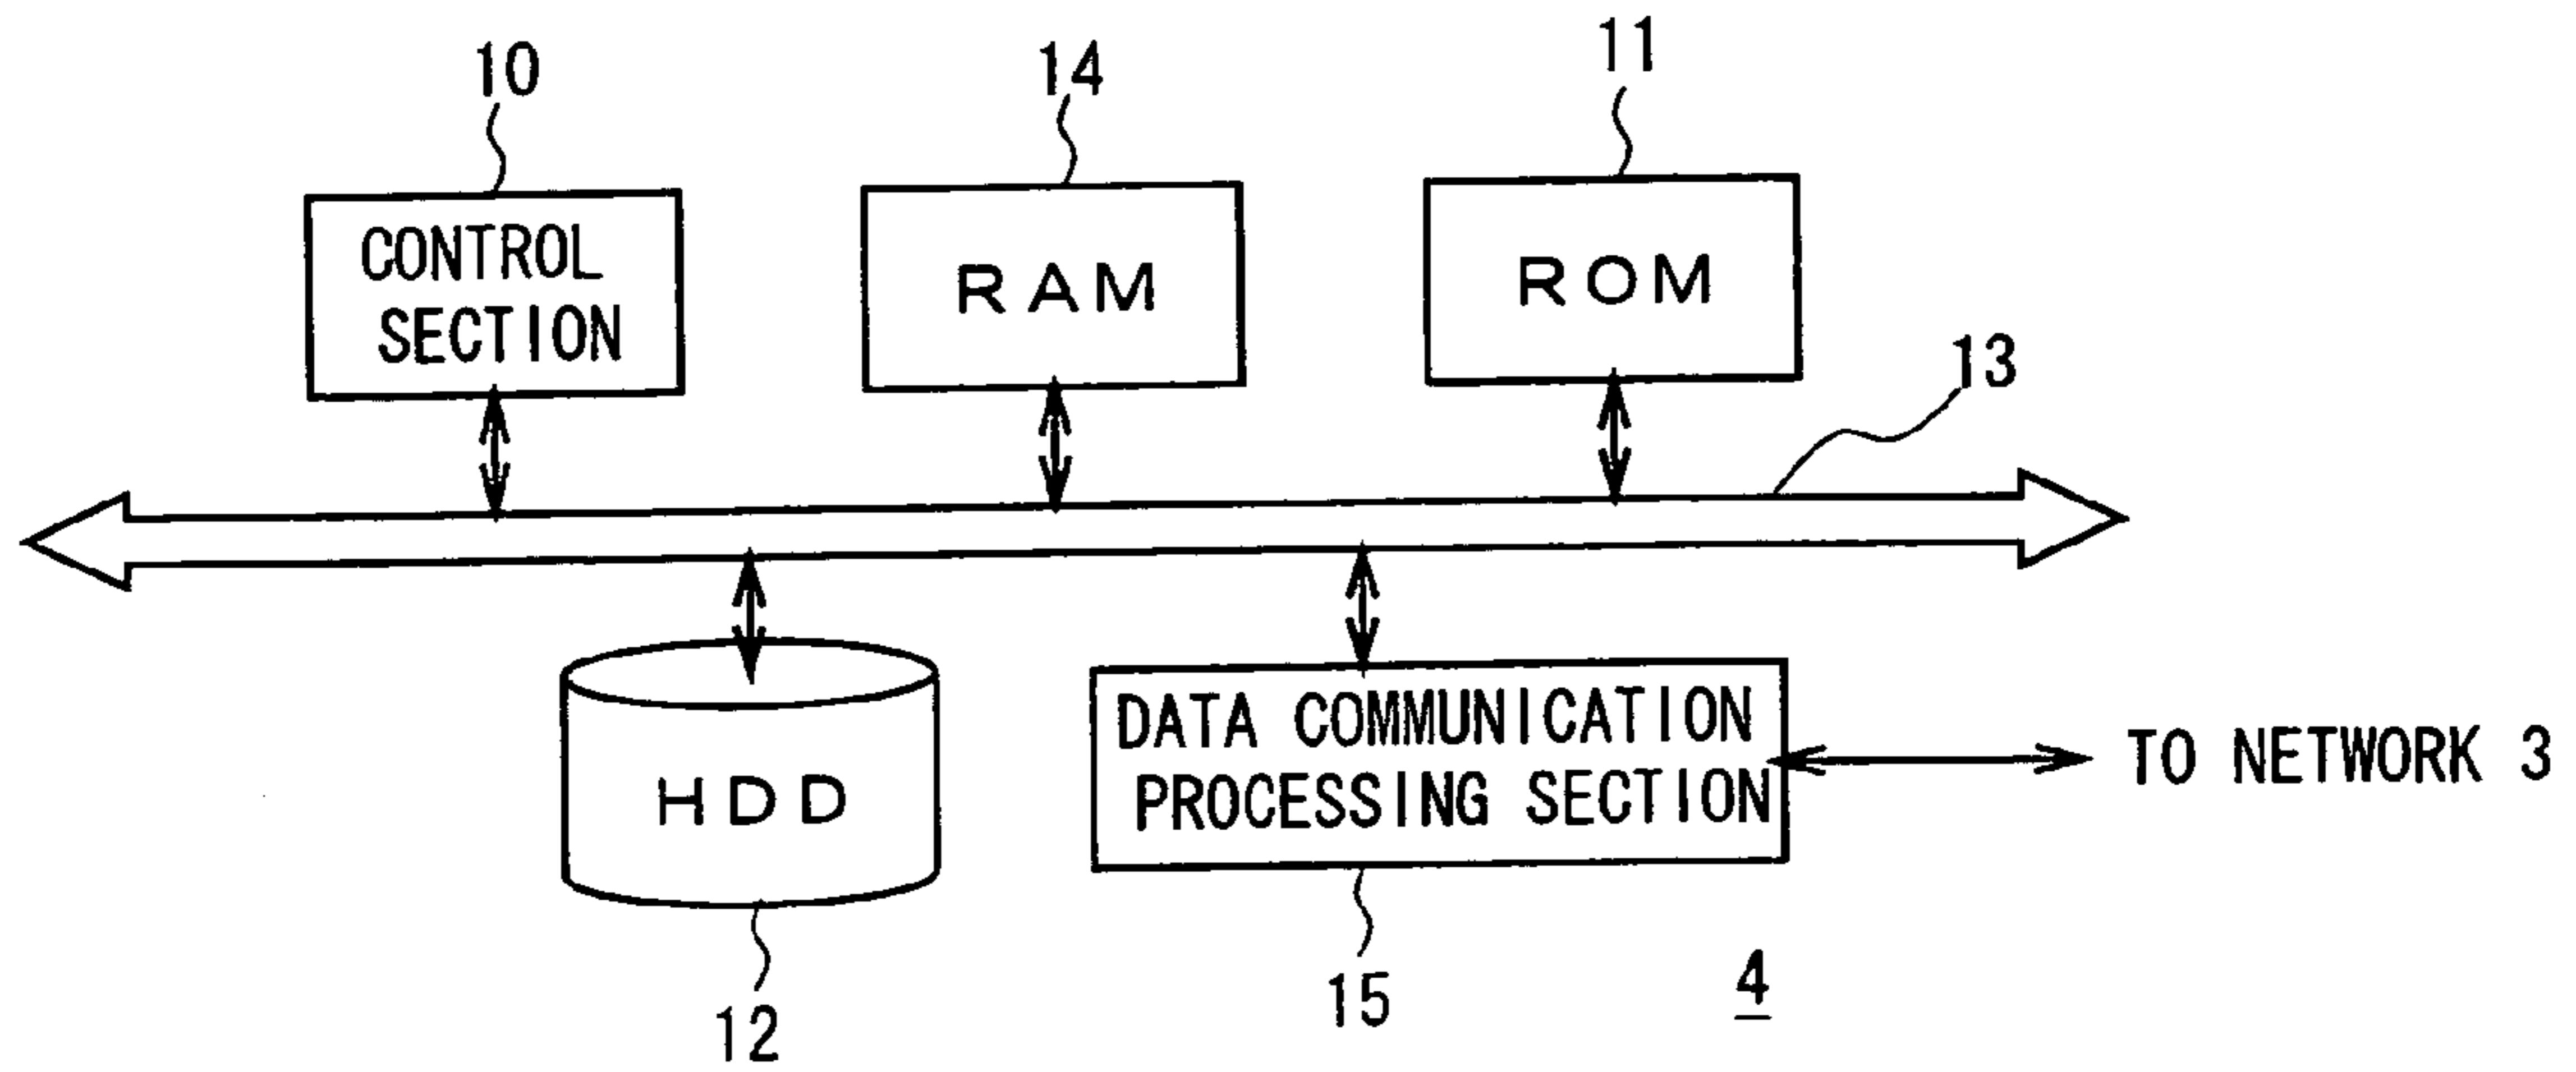 10
14
11
CONTROL
SECTION
RAM
ROM
13
HDD
DATA COMMUNICATION
PROCESSING SECTION
TO NETWORK 3
12
15
4